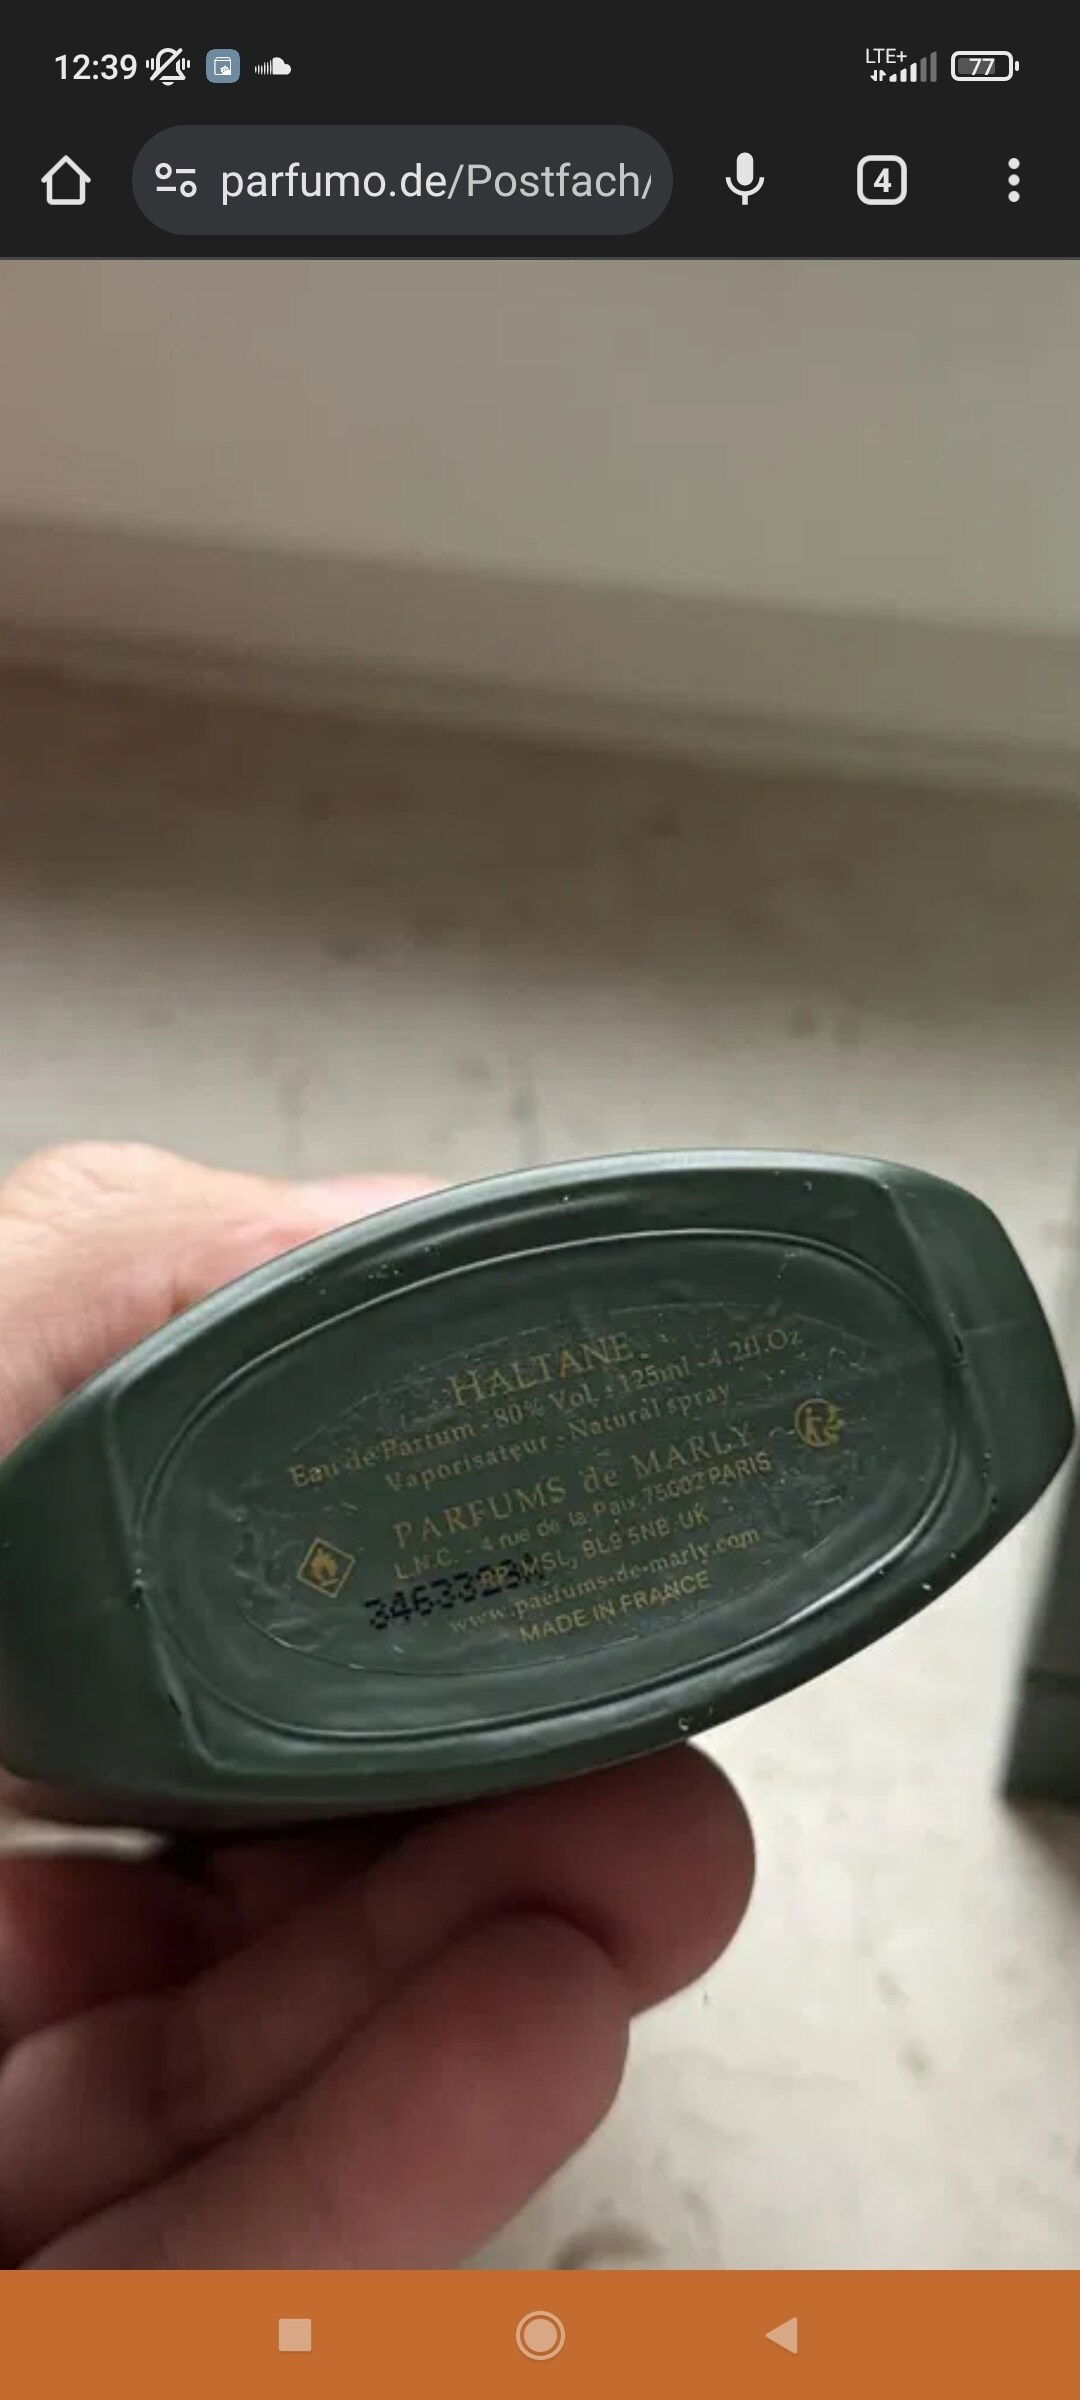 12:39
LTE+
77
parfumo.de/Postfach/
4
HALTANE
Eau de Parfum - 80% Vol. - 125ml - 4.2fl.Oz
Vaporisateur - Natural spray
PARFUMS de MARLY
L.N.C. - 4 rue de la Paix 75002 PARIS
MSL, BL9 5NB. UK
www.parfums-de-marly.com
MADE IN FRANCE